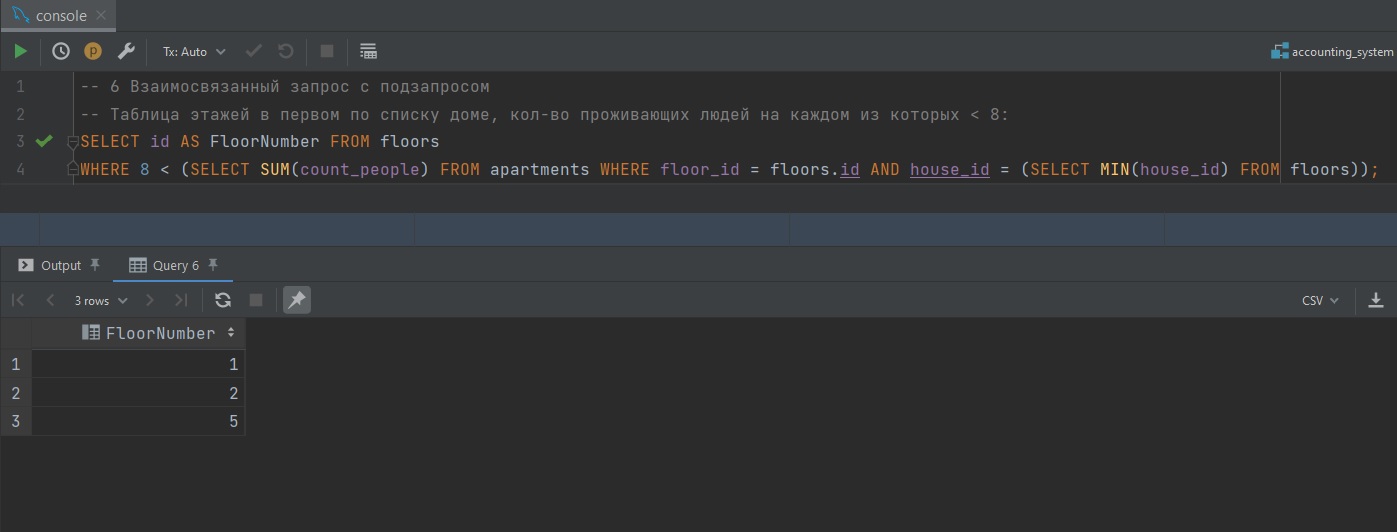 console
Tx: Auto
accounting_system
1 -- 6 Взаимосвязанный запрос с подзапросом
2 -- Таблица этажей в первом по списку доме, кол-во проживающих людей на каждом из которых < 8:
3 SELECT id AS FloorNumber FROM floors
4 WHERE 8 < (SELECT SUM(count_people) FROM apartments WHERE floor_id = floors.id AND house_id = (SELECT MIN(house_id) FROM floors));
Output Query 6
3 rows CSV
FloorNumber
1 1
2 2
3 5